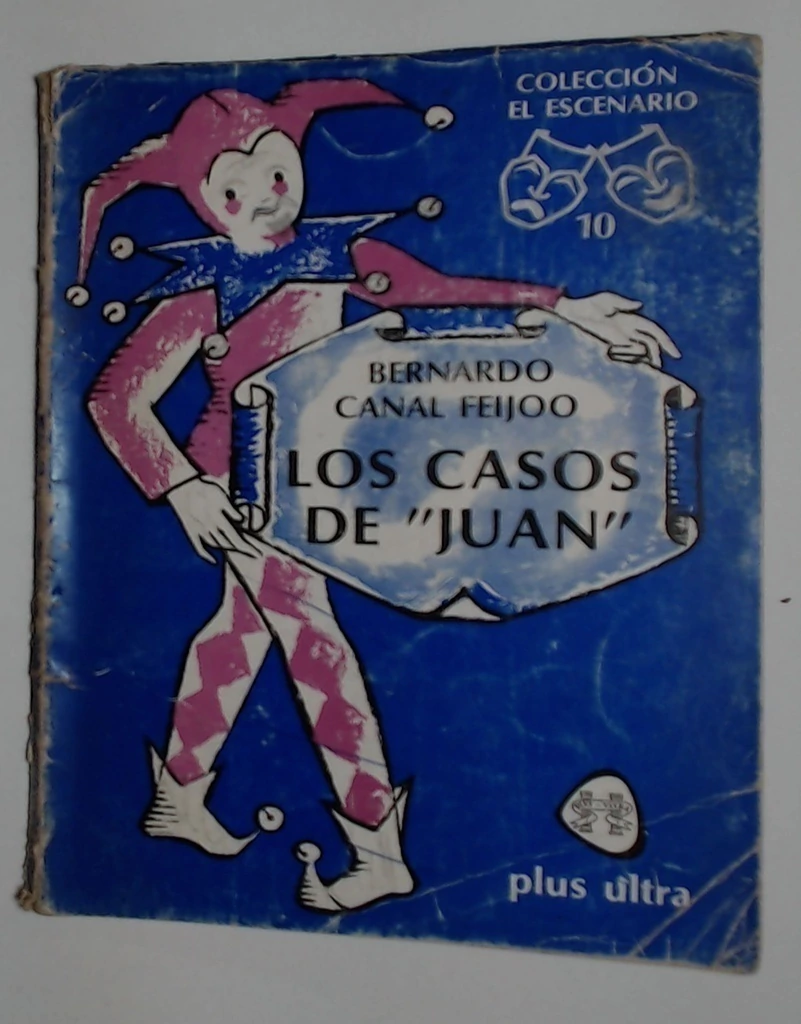 COLECCIÓN
EL ESCENARIO
10
BERNARDO
CANAL FEIJOO
LOS CASOS
DE "JUAN"
plus ultra